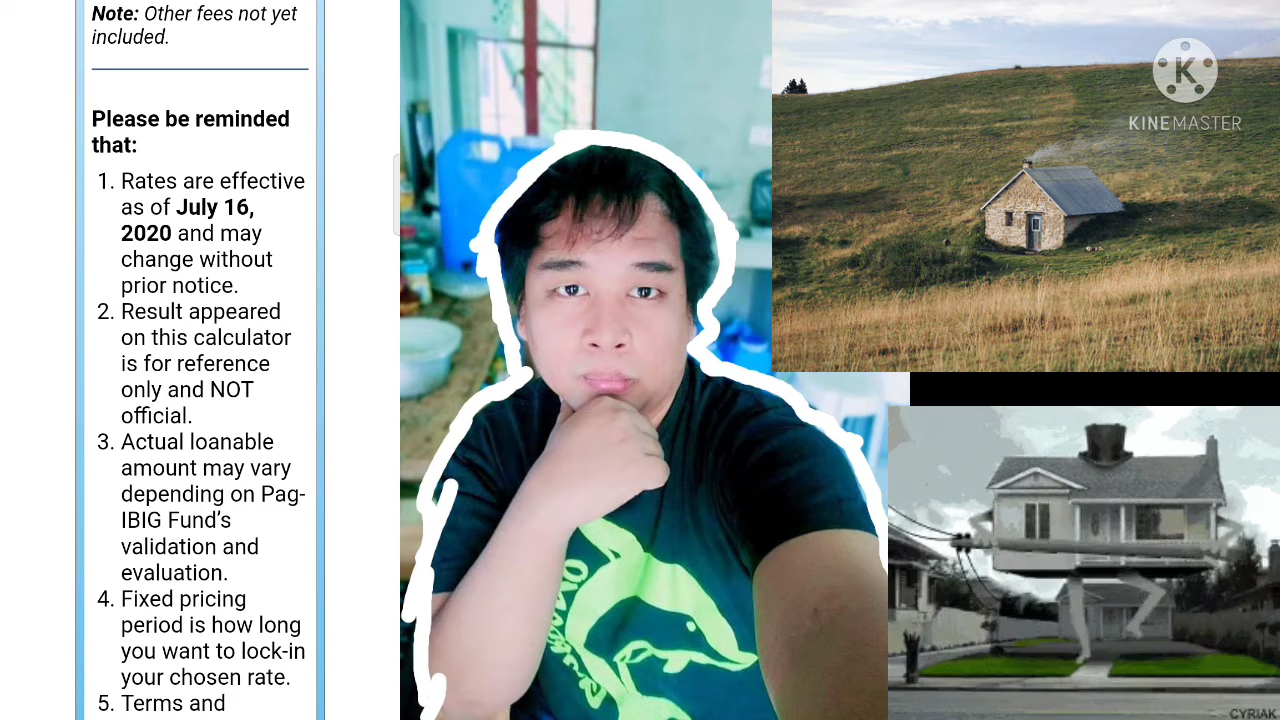 Note: Other fees not yet
included.
Please be reminded
that:
1. Rates are effective
as of July 16,
2020 and may
change without
prior notice.
2. Result appeared
on this calculator
is for reference
only and NOT
official.
3. Actual loanable
amount may vary
depending on Pag-
IBIG Fund's
validation and
evaluation.
4. Fixed pricing
period is how long
you want to lock-in
your chosen rate.
5. Terms and
K
KINEMASTER
CYRIAK